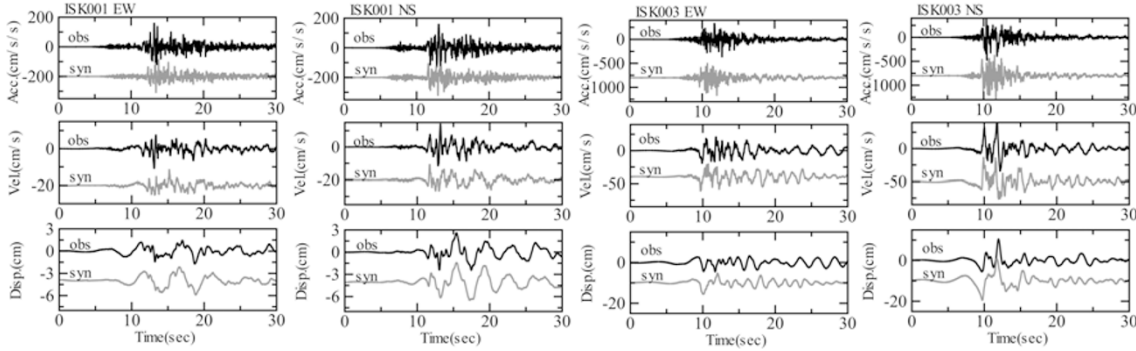 ISK001 EW
Acc.(cm/s/s)
200
0
-200
obs
syn
0 10 20 30
Vel.(cm/s)
0
-20
obs
syn
0 10 20 30
Disp.(cm)
3
0
-3
-6
obs
syn
0 10 20 30
Time(sec)
ISK001 NS
Acc.(cm/s/s)
200
0
-200
obs
syn
0 10 20 30
Vel.(cm/s)
0
-20
obs
syn
0 10 20 30
Disp.(cm)
3
0
-3
-6
obs
syn
0 10 20 30
Time(sec)
ISK003 EW
Acc.(cm/s/s)
500
0
-500
1000
obs
syn
0 10 20 30
Vel.(cm/s)
0
-50
obs
syn
0 10 20 30
Disp.(cm)
0
-20
obs
syn
0 10 20 30
Time(sec)
ISK003 NS
Acc.(cm/s/s)
500
0
-500
1000
obs
syn
0 10 20 30
Vel.(cm/s)
0
-50
obs
syn
0 10 20 30
Disp.(cm)
0
-20
obs
syn
0 10 20 30
Time(sec)